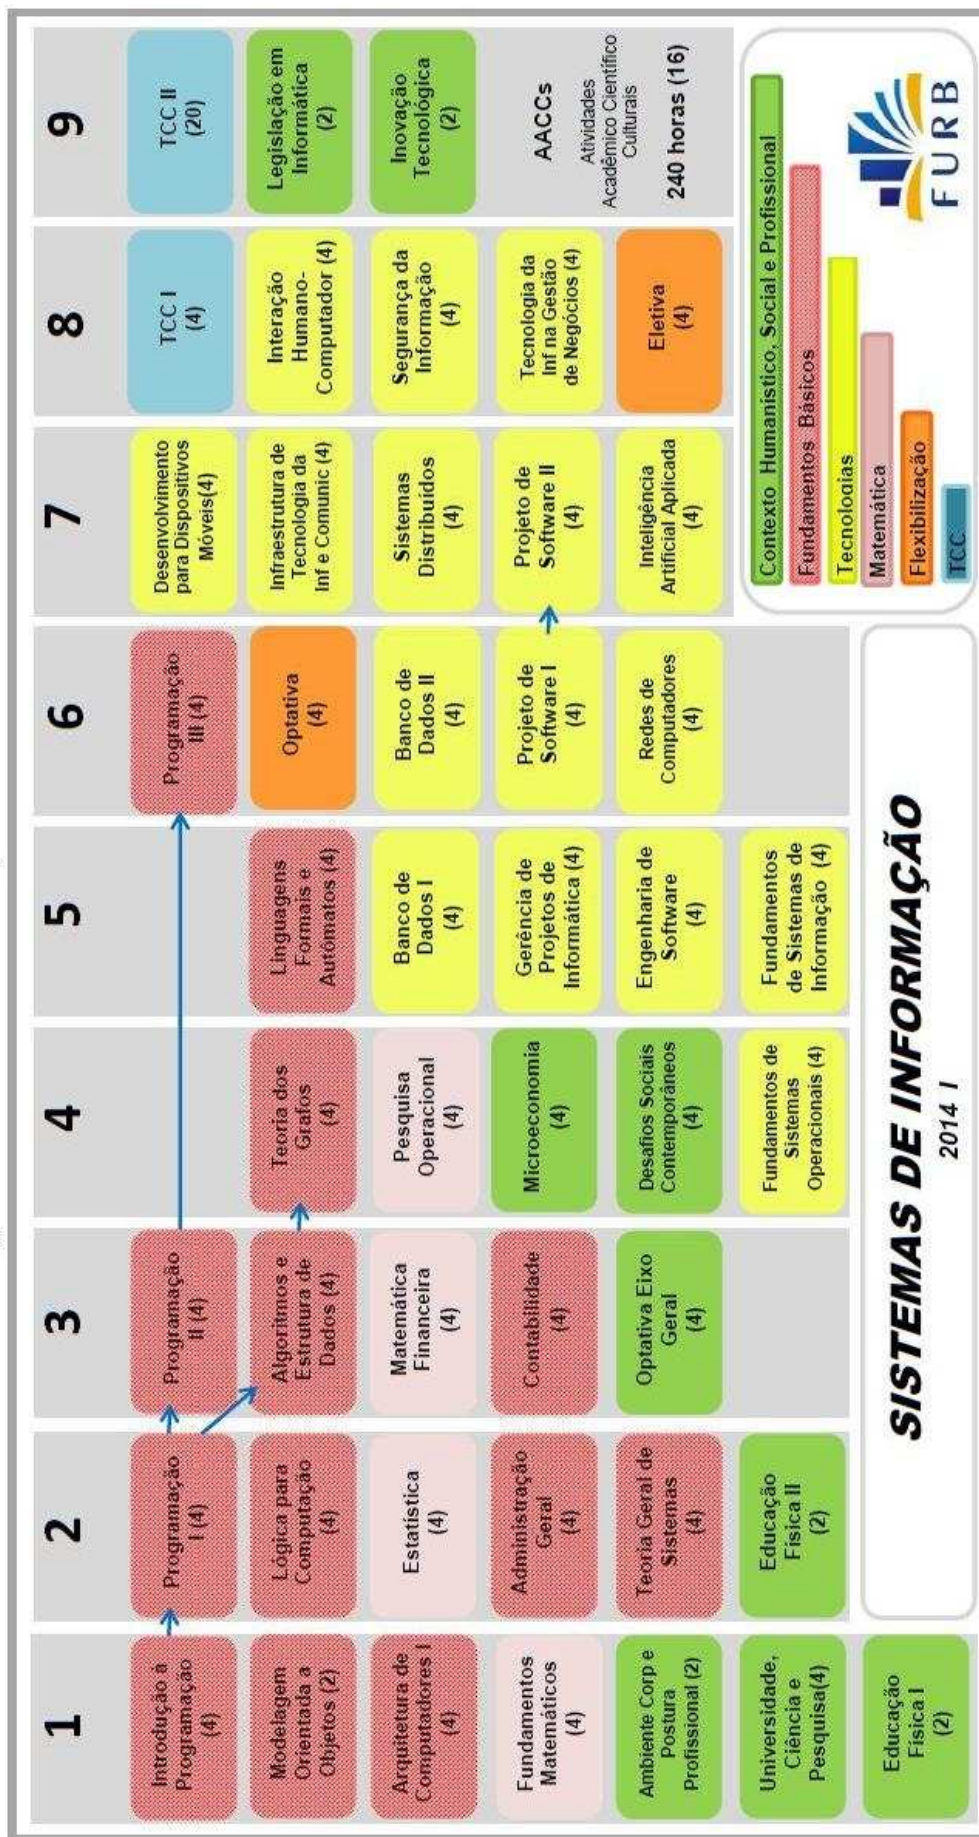 1
Introdução à
Programação
(4)
Modelagem
Orientada a
Objetos (2)
Arquitetura de
Computadores I
(4)
Fundamentos
Matemáticos
(4)
Ambiente Corp e
Postura
Profissional (2)
Universidade,
Ciência e
Pesquisa(4)
Educação
Física I
(2)
2
Programação
I (4)
Lógica para
Computação
(4)
Estatística
(4)
Administração
Geral
(4)
Teoria Geral de
Sistemas
(4)
Educação
Física II
(2)
3
Programação
II (4)
Algoritmos e
Estrutura de
Dados (4)
Matemática
Financeira
(4)
Contabilidade
(4)
Optativa Eixo
Geral
(4)
4
Teoria dos
Grafos
(4)
Pesquisa
Operacional
(4)
Microeconomia
(4)
Desafios Sociais
Contemporâneos
(4)
Fundamentos de
Sistemas
Operacionais (4)
5
Linguagens
Formais e
Autômatos (4)
Banco de
Dados I
(4)
Gerência de
Projetos de
Informática (4)
Engenharia de
Software
(4)
Fundamentos
de Sistemas de
Informação (4)
6
Programação
III (4)
Optativa
(4)
Banco de
Dados II
(4)
Projeto de
Software I
(4)
Redes de
Computadores
(4)
7
Desenvolvimento
para Dispositivos
Móveis(4)
Infraestrutura de
Tecnologia da
Inf e Comunic (4)
Sistemas
Distribuídos
(4)
Projeto de
Software II
(4)
Inteligência
Artificial Aplicada
(4)
8
TCC I
(4)
Interação
Humano-
Computador (4)
Segurança da
Informação
(4)
Tecnologia da
Inf na Gestão
de Negócios (4)
Eletiva
(4)
9
TCC II
(20)
Legislação em
Informática
(2)
Inovação
Tecnológica
(2)
AACCs
Atividades
Acadêmico Científico
Culturais
240 horas (16)
SISTEMAS DE INFORMAÇÃO
2014 I
Contexto Humanístico, Social e Profissional
Fundamentos Básicos
Tecnolodias
Matemática
Flexibilização
TCC
FURB